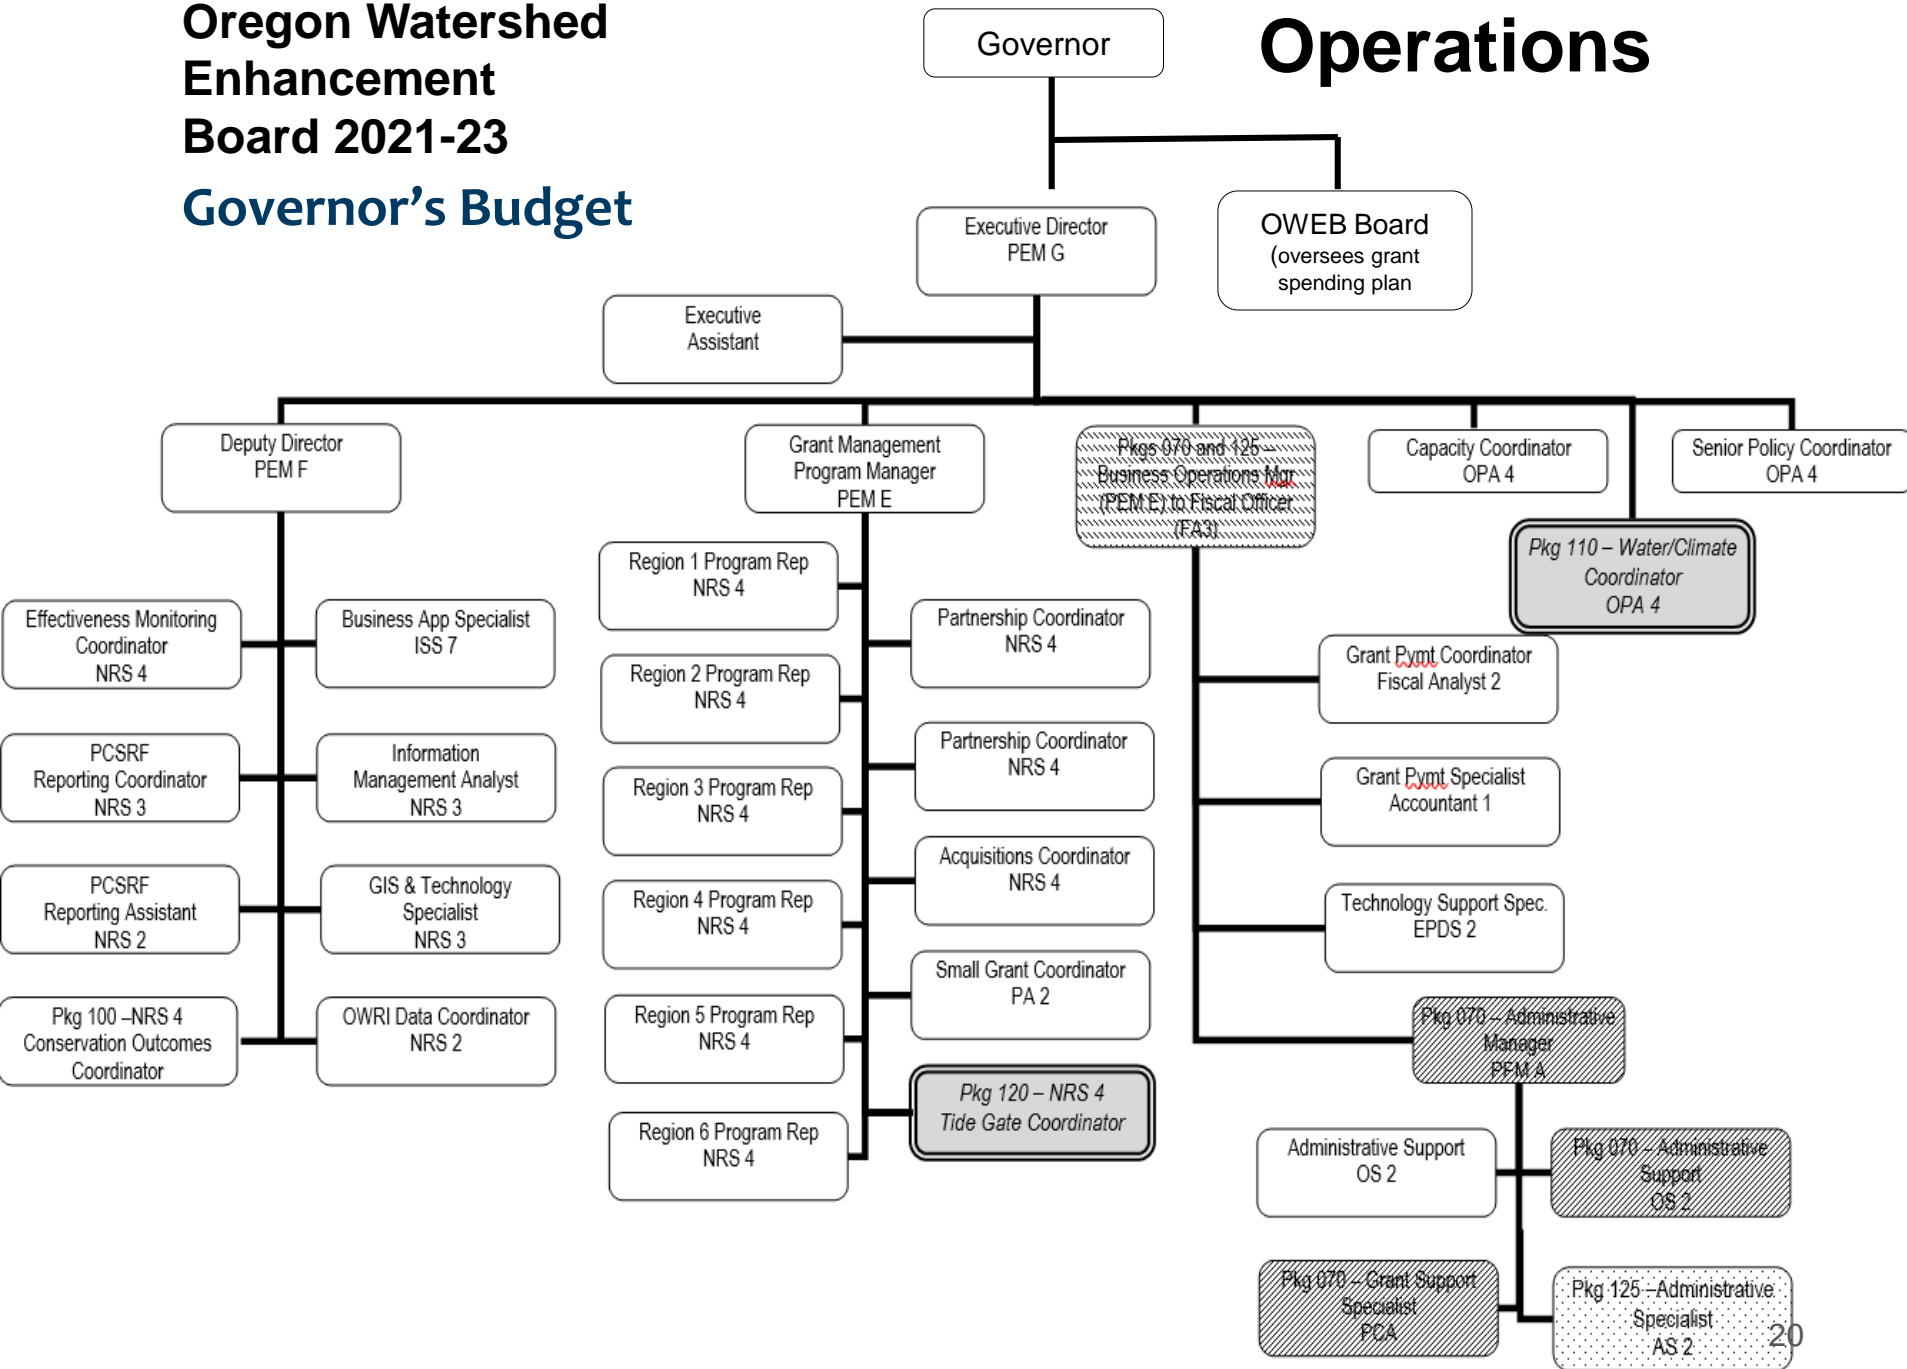 Oregon Watershed
Enhancement
Board 2021-23
Governor’s Budget
Operations
Governor
OWEB Board
(oversees grant
spending plan
Executive Director
PEM G
Executive
Assistant
Deputy Director
PEM F
Grant Management
Program Manager
PEM E
Pkgs 070 and 125 –
Business Operations Mgr
(PEM E) to Fiscal Officer
(FA3)
Capacity Coordinator
OPA 4
Senior Policy Coordinator
OPA 4
Pkg 110 – Water/Climate
Coordinator
OPA 4
Effectiveness Monitoring
Coordinator
NRS 4
Business App Specialist
ISS 7
PCSRF
Reporting Coordinator
NRS 3
Information
Management Analyst
NRS 3
PCSRF
Reporting Assistant
NRS 2
GIS & Technology
Specialist
NRS 3
Pkg 100 –NRS 4
Conservation Outcomes
Coordinator
OWRI Data Coordinator
NRS 2
Region 1 Program Rep
NRS 4
Region 2 Program Rep
NRS 4
Region 3 Program Rep
NRS 4
Region 4 Program Rep
NRS 4
Region 5 Program Rep
NRS 4
Region 6 Program Rep
NRS 4
Partnership Coordinator
NRS 4
Partnership Coordinator
NRS 4
Acquisitions Coordinator
NRS 4
Small Grant Coordinator
PA 2
Pkg 120 – NRS 4
Tide Gate Coordinator
Grant Pymt Coordinator
Fiscal Analyst 2
Grant Pymt Specialist
Accountant 1
Technology Support Spec.
EPDS 2
Pkg 070 – Administrative
Manager
PEM A
Administrative Support
OS 2
Pkg 070 – Administrative
Support
OS 2
Pkg 070 – Grant Support
Specialist
PCA
Pkg 125 –Administrative
Specialist
AS 2
20